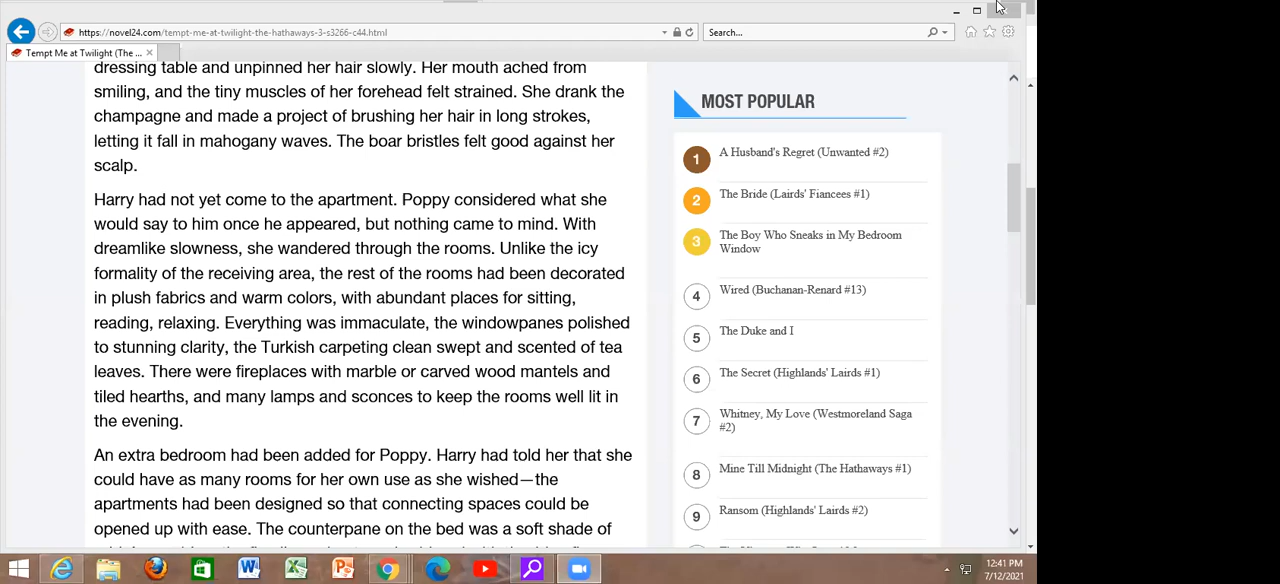 https://novel24.com/tempt-me-at-twilight-the-hathaways-3-s3266-c44.html
Search...
Tempt Me at Twilight (The ...
dressing table and unpinned her hair slowly. Her mouth ached from
smiling, and the tiny muscles of her forehead felt strained. She drank the
champagne and made a project of brushing her hair in long strokes,
letting it fall in mahogany waves. The boar bristles felt good against her
scalp.
Harry had not yet come to the apartment. Poppy considered what she
would say to him once he appeared, but nothing came to mind. With
dreamlike slowness, she wandered through the rooms. Unlike the icy
formality of the receiving area, the rest of the rooms had been decorated
in plush fabrics and warm colors, with abundant places for sitting,
reading, relaxing. Everything was immaculate, the windowpanes polished
to stunning clarity, the Turkish carpeting clean swept and scented of tea
leaves. There were fireplaces with marble or carved wood mantels and
tiled hearths, and many lamps and sconces to keep the rooms well lit in
the evening.
An extra bedroom had been added for Poppy. Harry had told her that she
could have as many rooms for her own use as she wished—the
apartments had been designed so that connecting spaces could be
opened up with ease. The counterpane on the bed was a soft shade of
MOST POPULAR
1 A Husband's Regret (Unwanted #2)
2 The Bride (Lairds' Fiancees #1)
3 The Boy Who Sneaks in My Bedroom
Window
4 Wired (Buchanan-Renard #13)
5 The Duke and I
6 The Secret (Highlands' Lairds #1)
7 Whitney, My Love (Westmoreland Saga
#2)
8 Mine Till Midnight (The Hathaways #1)
9 Ransom (Highlands' Lairds #2)
12:41 PM
7/12/2021